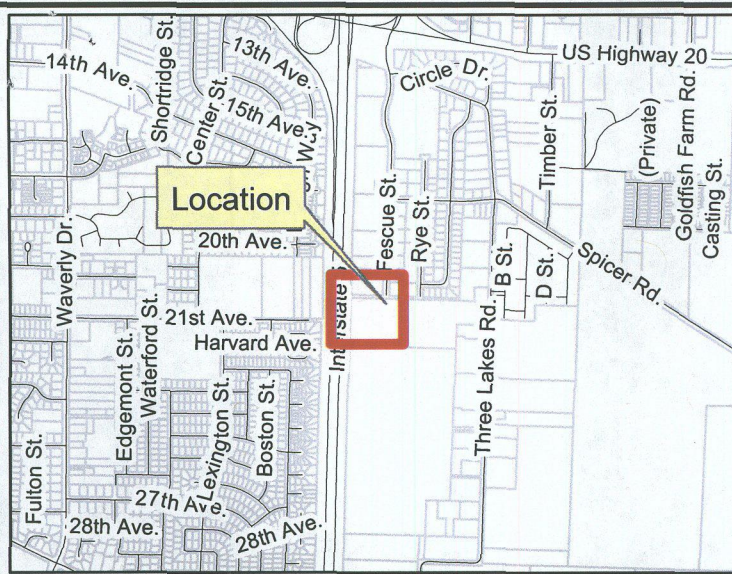 US Highway 20
14th Ave.
Shortridge St.
Center St.
13th Ave.
15th Ave.
Way
Circle Dr.
Timber St.
(Private)
Goldfish Farm Rd.
Casting St.
Location
Fescue St.
Rye St.
20th Ave.
Waverly Dr.
B St.
D St.
Spicer Rd.
Interstate 5
21st Ave.
Harvard Ave.
Edgemont St.
Waterford St.
Three Lakes Rd.
Lexington St.
Boston St.
Fulton St.
27th Ave.
28th Ave.
28th Ave.